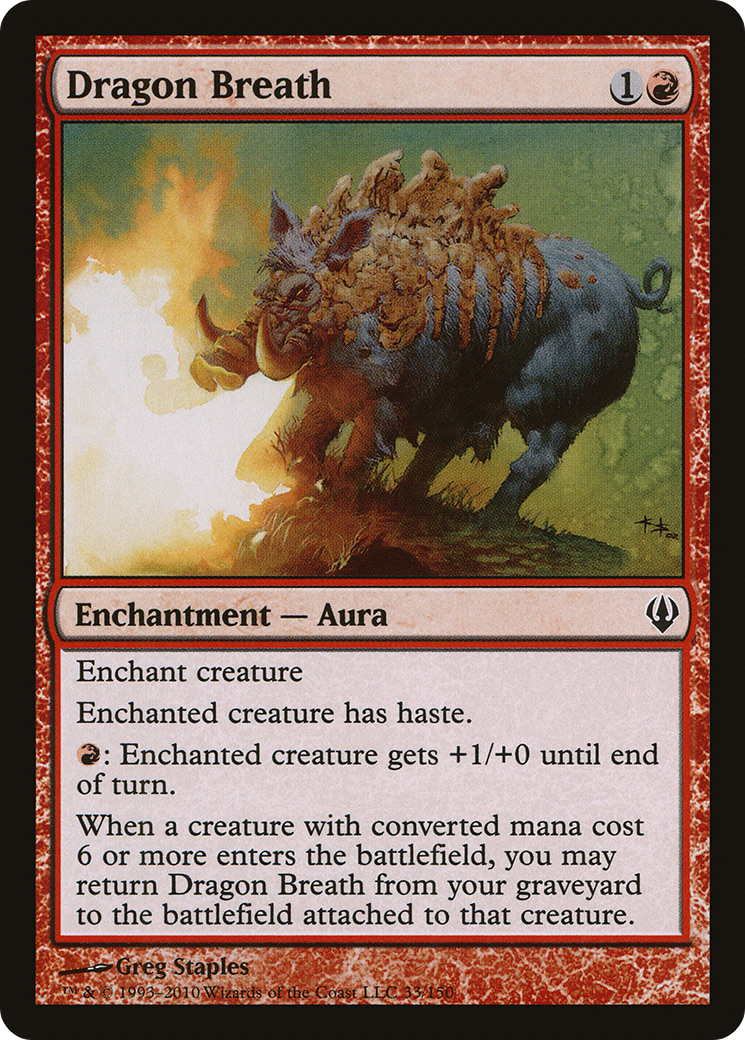 Dragon Breath 1
Enchantment — Aura
Enchant creature
Enchanted creature has haste.
: Enchanted creature gets +1/+0 until end
of turn.
When a creature with converted mana cost
6 or more enters the battlefield, you may
return Dragon Breath from your graveyard
to the battlefield attached to that creature.
Greg Staples
™ & © 1993–2010 Wizards of the Coast LLC 33/150